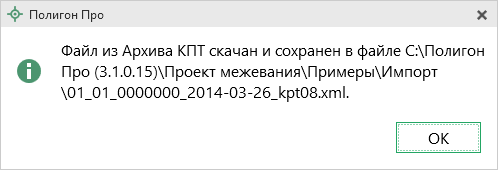 Полигон Про
Файл из Архива КПТ скачан и сохранен в файле C:\Полигон
Про (3.1.0.15)\Проект межевания\Примеры\Импорт
\01_01_0000000_2014-03-26_kpt08.xml.
ОК